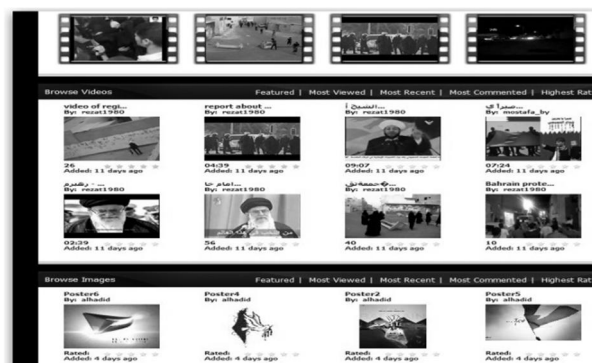 Browse Videos
Featured | Most Viewed | Most Recent | Most Commented | Highest Rat
video of regi...
By: rezat1980
report about ...
By: rezat1980
الشيخ أ...
By: rezat1980
صبرا ي...
By: mostafa_by
26
Added: 11 days ago
04:39
Added: 11 days ago
09:07
Added: 11 days ago
07:24
Added: 11 days ago
By: rezat1980
امام خا...
By: rezat1980
By: rezat1980
Bahrain prote...
By: rezat1980
02:39
Added: 11 days ago
56
Added: 11 days ago
40
Added: 11 days ago
10
Added: 11 days ago
Browse Images
Featured | Most Viewed | Most Recent | Most Commented | Highest Rat
Poster6
By: alhadid
Poster4
By: alhadid
Poster2
By: alhadid
Poster5
By: alhadid
Rated:
Added: 4 days ago
Rated:
Added: 4 days ago
Rated:
Added: 4 days ago
Rated:
Added: 4 days ago